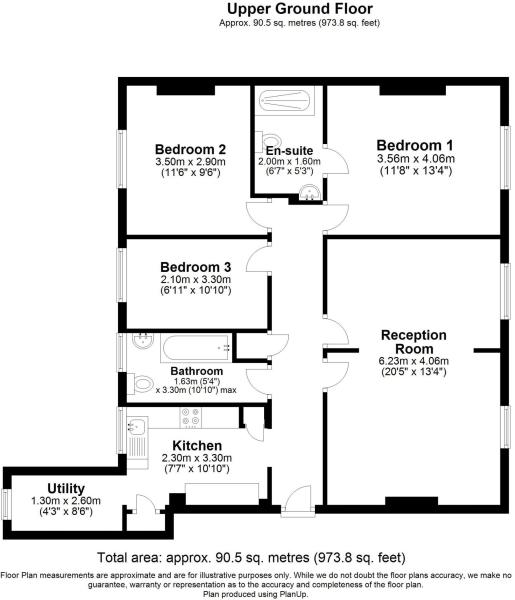 Upper Ground Floor
Approx. 90.5 sq. metres (973.8 sq. feet)
Bedroom 2
3.50m x 2.90m
(11'6" x 9'6")
En-suite
2.00m x 1.60m
(6'7" x 5'3")
Bedroom 1
3.56m x 4.06m
(11'8" x 13'4")
Bedroom 3
2.10m x 3.30m
(6'11" x 10'10")
Reception
Room
6.23m x 4.06m
(20'5" x 13'4")
Bathroom
1.63m (5'4")
x 3.30m (10'10") max
Kitchen
2.30m x 3.30m
(7'7" x 10'10")
Utility
1.30m x 2.60m
(4'3" x 8'6")
Total area: approx. 90.5 sq. metres (973.8 sq. feet)
Floor Plan measurements are approximate and are for illustrative purposes only. While we do not doubt the floor plans accuracy, we make no
guarantee, warranty or representation as to the accuracy and completeness of the floor plan.
Plan produced using PlanUp.